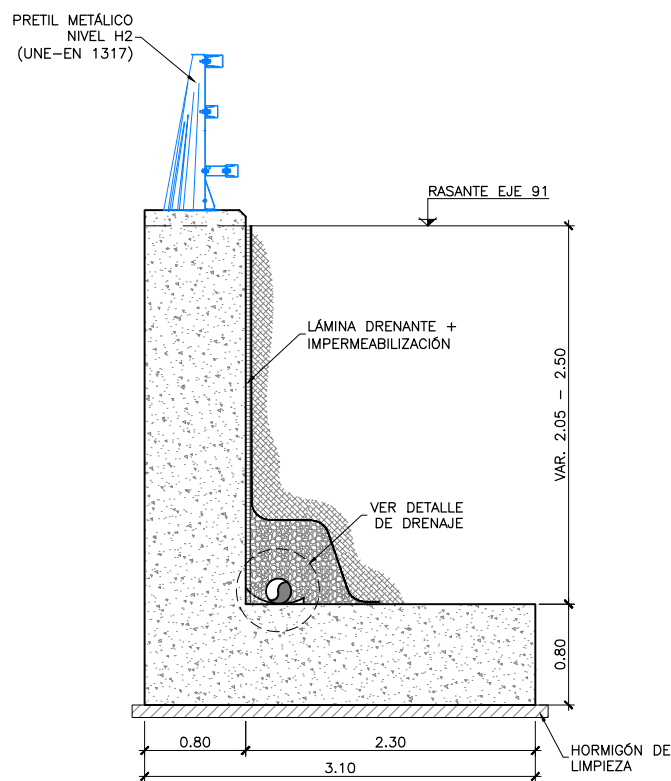 PRETIL METÁLICO
NIVEL H2
(UNE-EN 1317)
RASANTE EJE 91
LÁMINA DRENANTE +
IMPERMEABILIZACIÓN
VAR. 2.05 - 2.50
VER DETALLE
DE DRENAJE
0.80
0.80
2.30
3.10
HORMIGÓN DE
LIMPIEZA